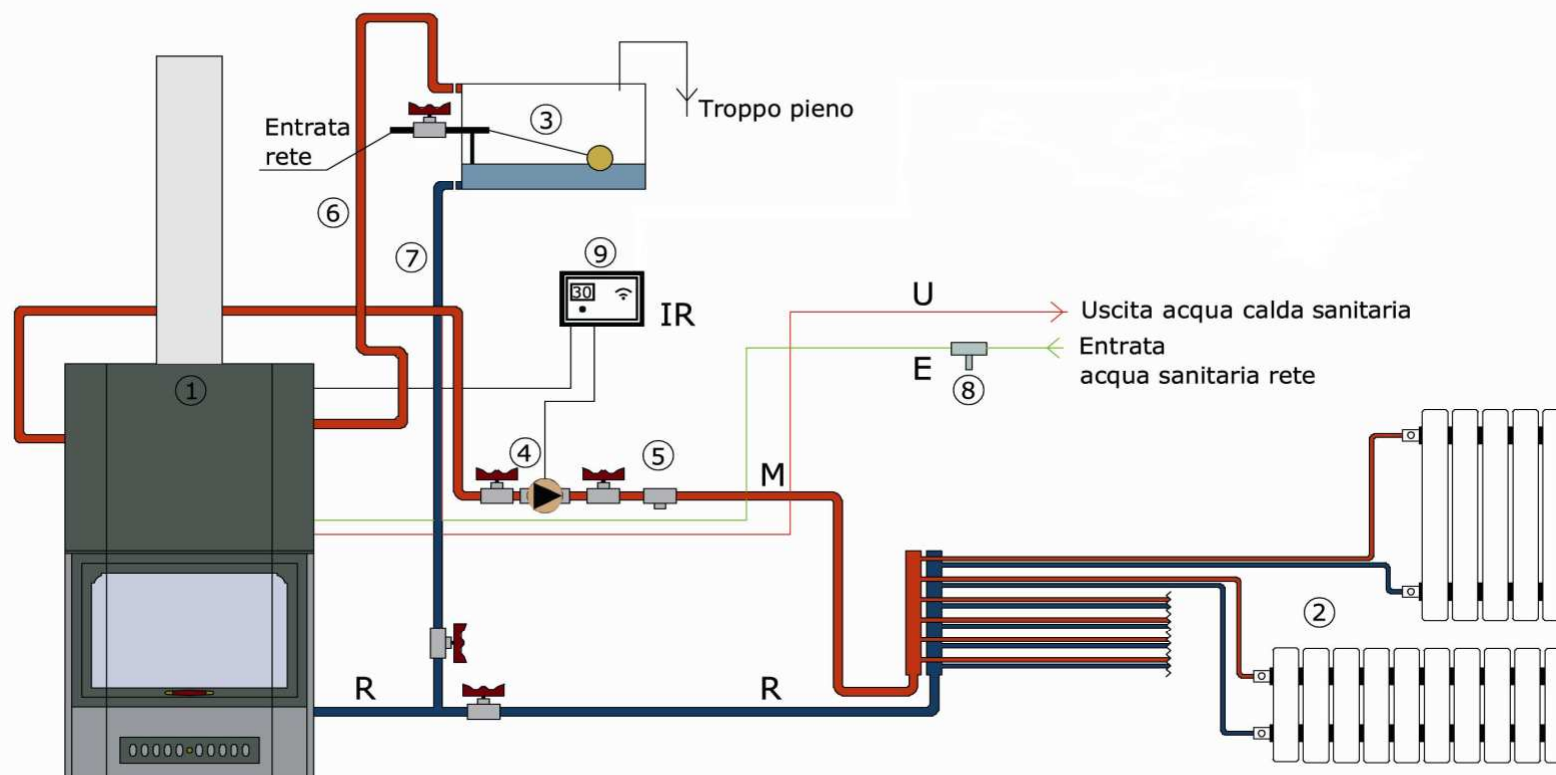 Troppo pieno
3
Entrata
rete
6
7
9
30
IR
U
Uscita acqua calda sanitaria
E
Entrata
acqua sanitaria rete
8
1
4
5
M
2
R
R